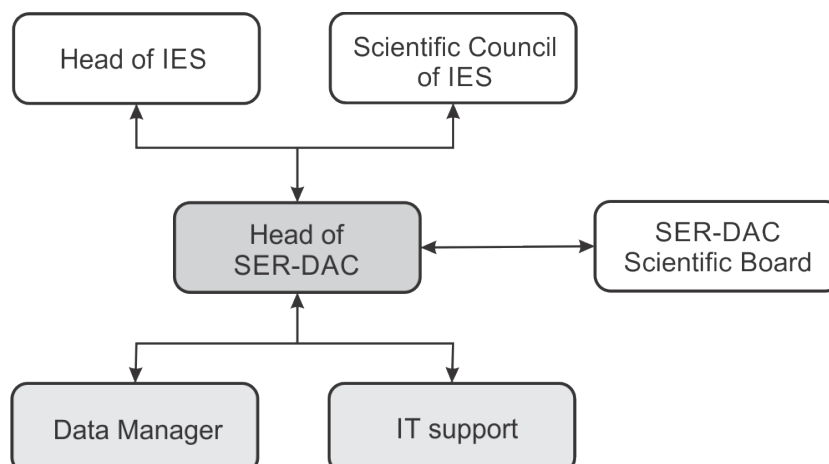 Head of IES
Scientific Council
of IES
Head of
SER-DAC
SER-DAC
Scientific Board
Data Manager
IT support